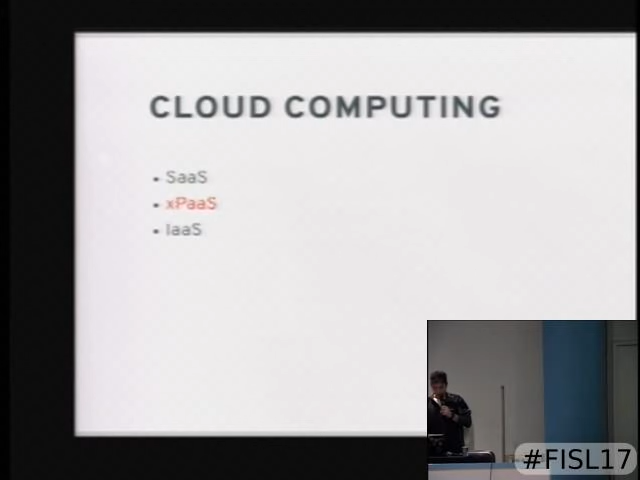 CLOUD COMPUTING
• SaaS
• xPaaS
• IaaS
#FISL17